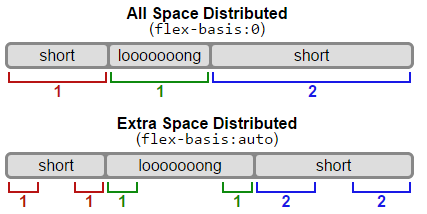 All Space Distributed
(flex-basis:0)
short looooooong short
1 1 2
Extra Space Distributed
(flex-basis:auto)
short looooooong short
1 1 1 1 2 2